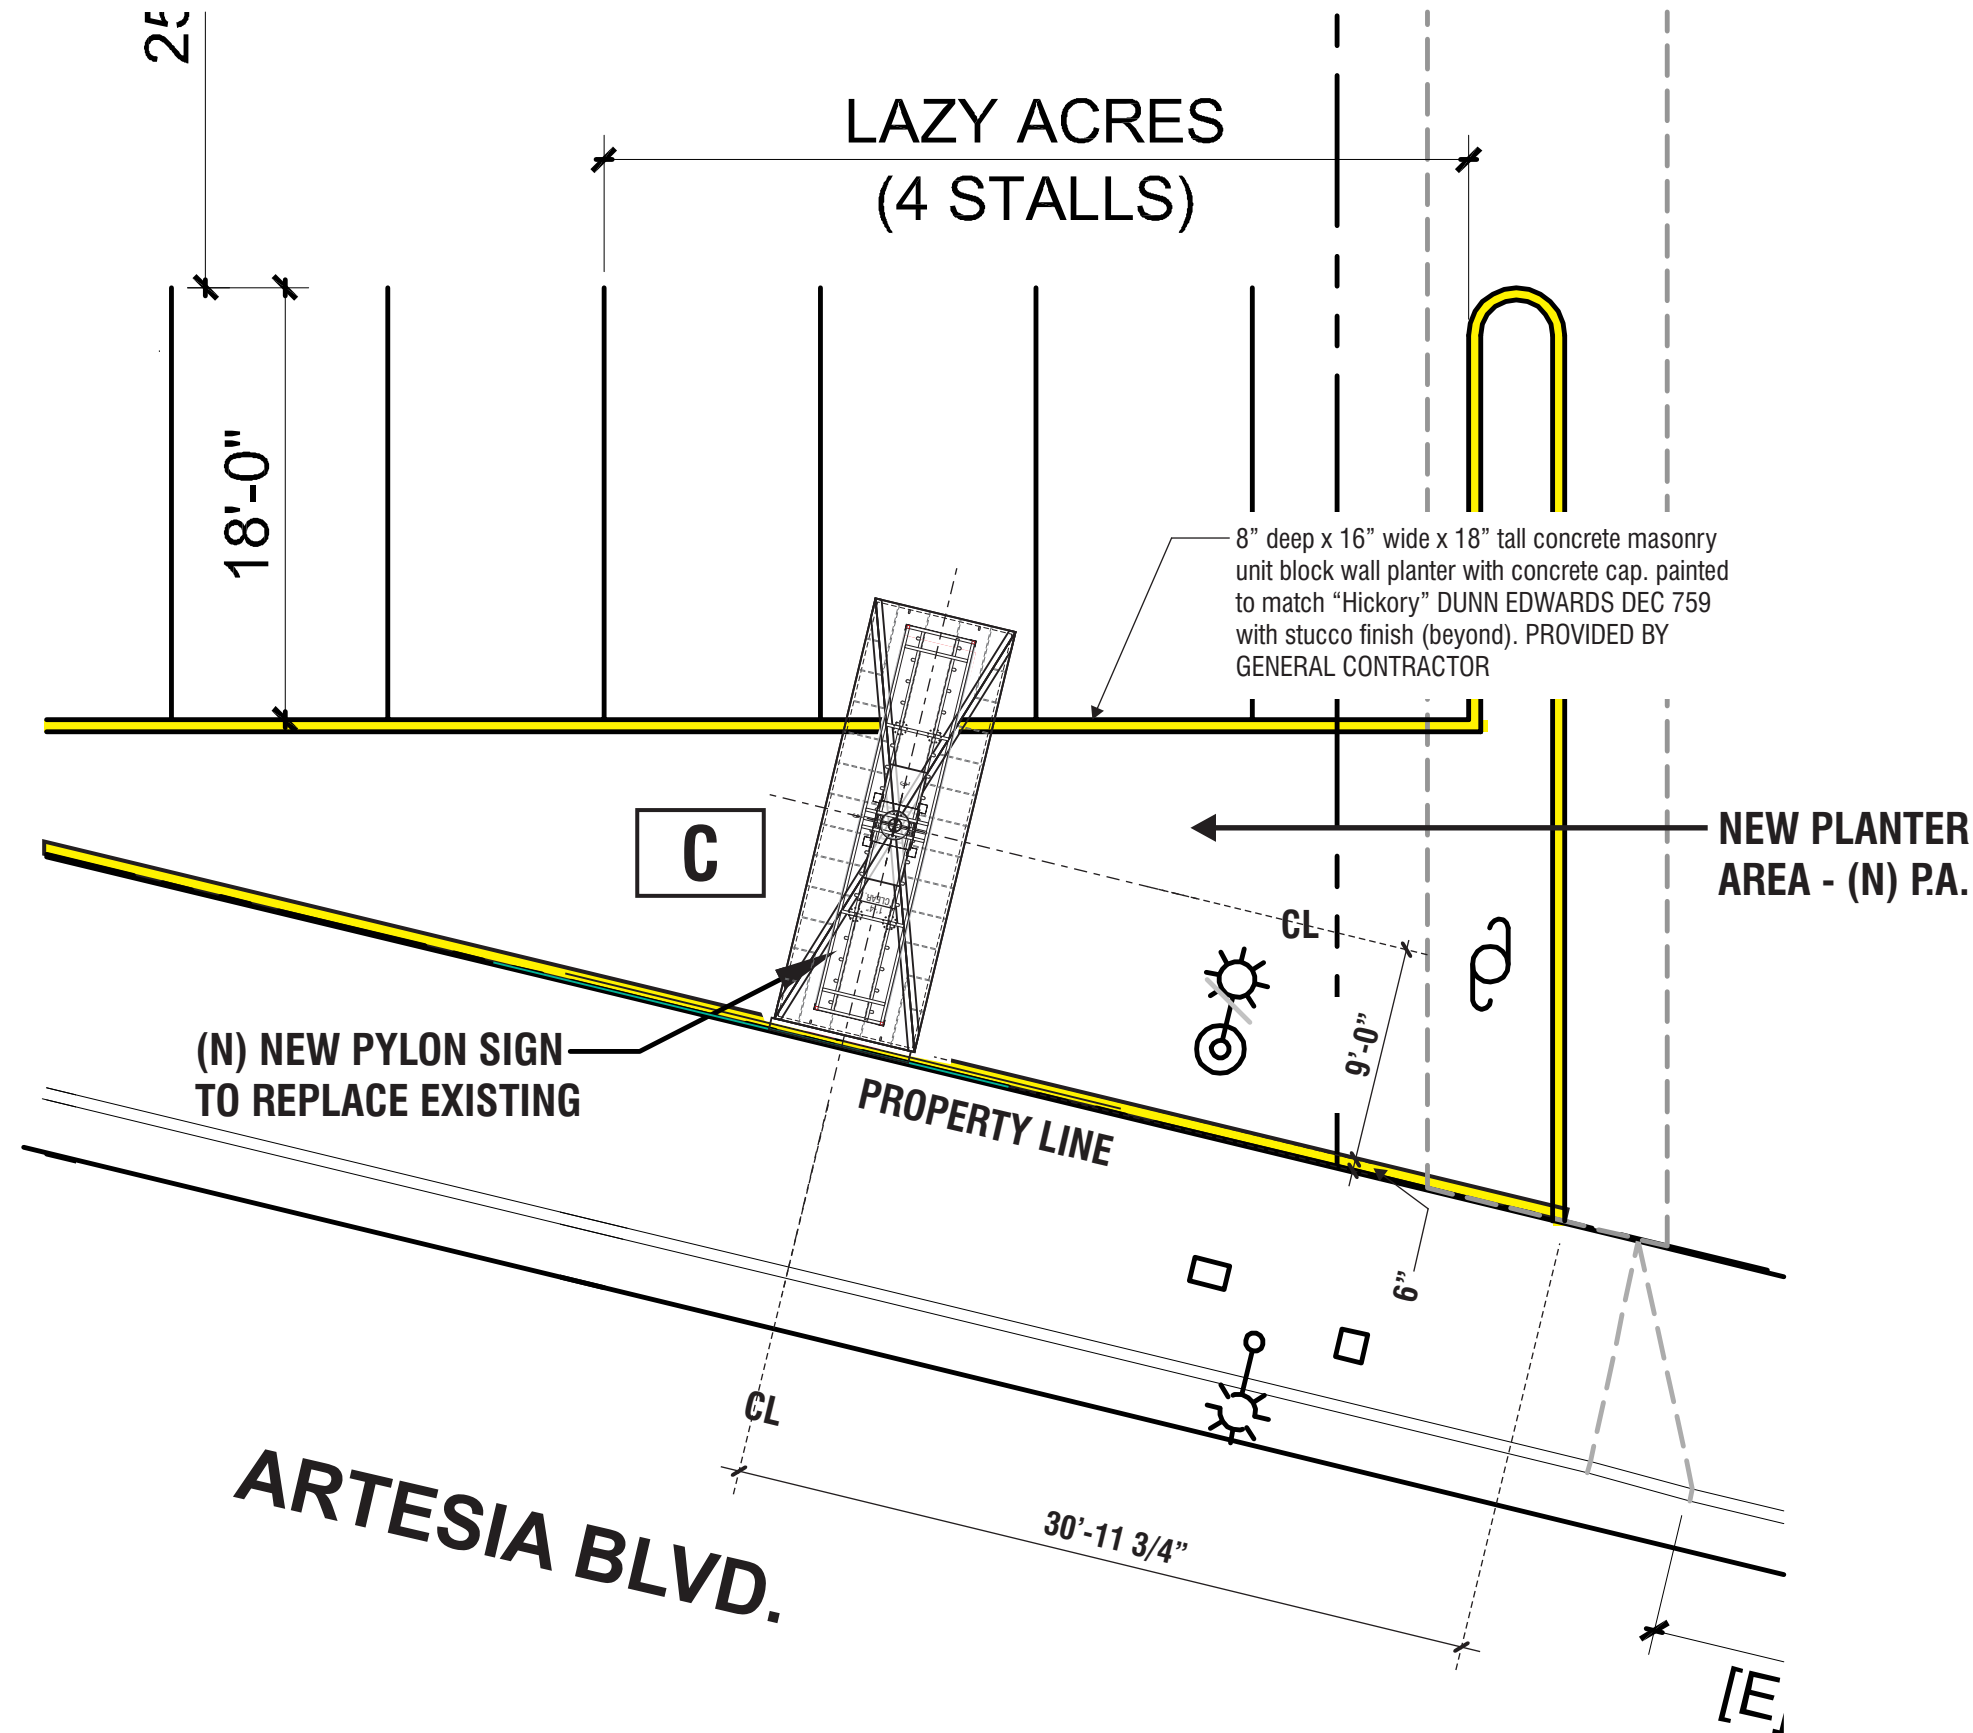 25
LAZY ACRES
(4 STALLS)
18'-0"
8” deep x 16” wide x 18” tall concrete masonry
unit block wall planter with concrete cap. painted
to match “Hickory” DUNN EDWARDS DEC 759
with stucco finish (beyond). PROVIDED BY
GENERAL CONTRACTOR
C
NEW PLANTER
AREA - (N) P.A.
CL
9’-0”
(N) NEW PYLON SIGN
TO REPLACE EXISTING
PROPERTY LINE
6”
CL
ARTESIA BLVD.
30’-11 3/4”
[E]